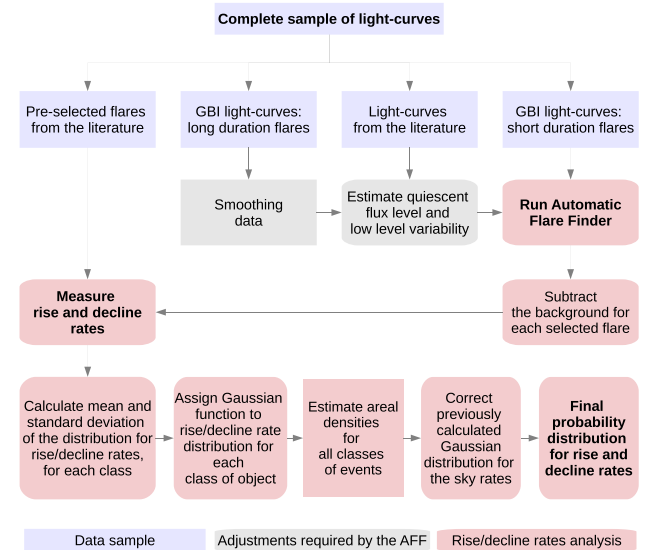 Complete sample of light-curves
Pre-selected flares
from the literature
GBI light-curves:
long duration flares
Light-curves
from the literature
GBI light-curves:
short duration flares
Smoothing
data
Estimate quiescent
flux level and
low level variability
Run Automatic
Flare Finder
Measure
rise and decline
rates
Subtract
the background for
each selected flare
Calculate mean and
standard deviation
of the distribution for
rise/decline rates,
for each class
Assign Gaussian
function to
rise/decline rate
distribution for
each
class of object
Estimate areal
densities
for
all classes
of events
Correct
previously
calculated
Gaussian
distribution for
the sky rates
Final
probability
distribution
for rise and
decline rates
Data sample
Adjustments required by the AFF
Rise/decline rates analysis